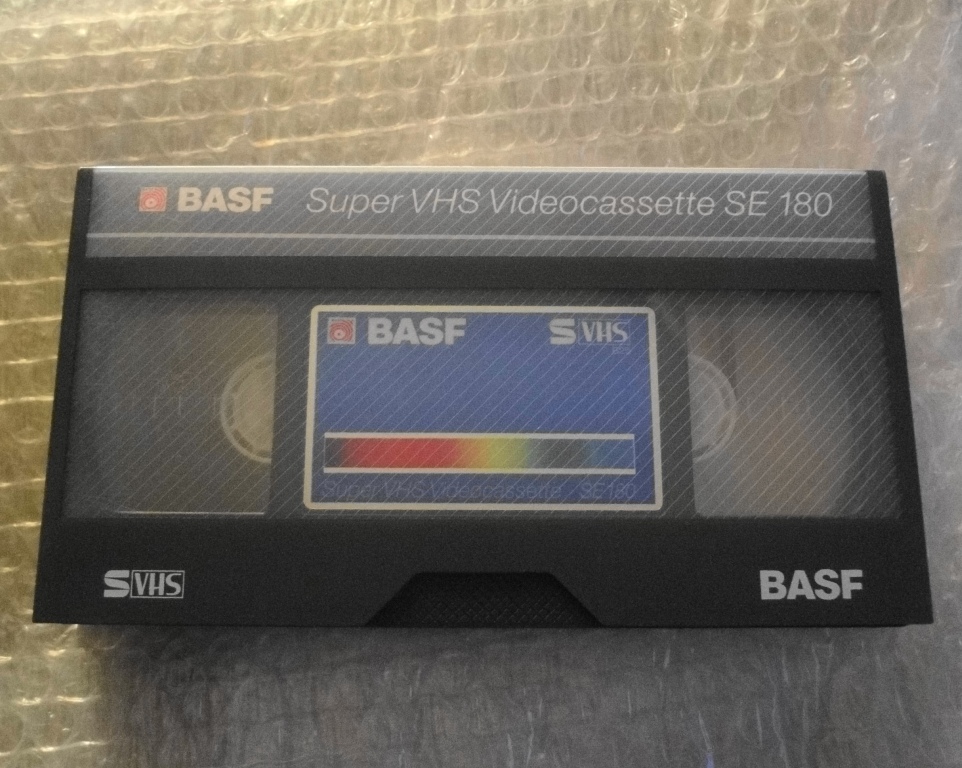 BASF Super VHS Videocassette SE 180
BASF S VHS
Super VHS Videocassette SE 180
S VHS BASF